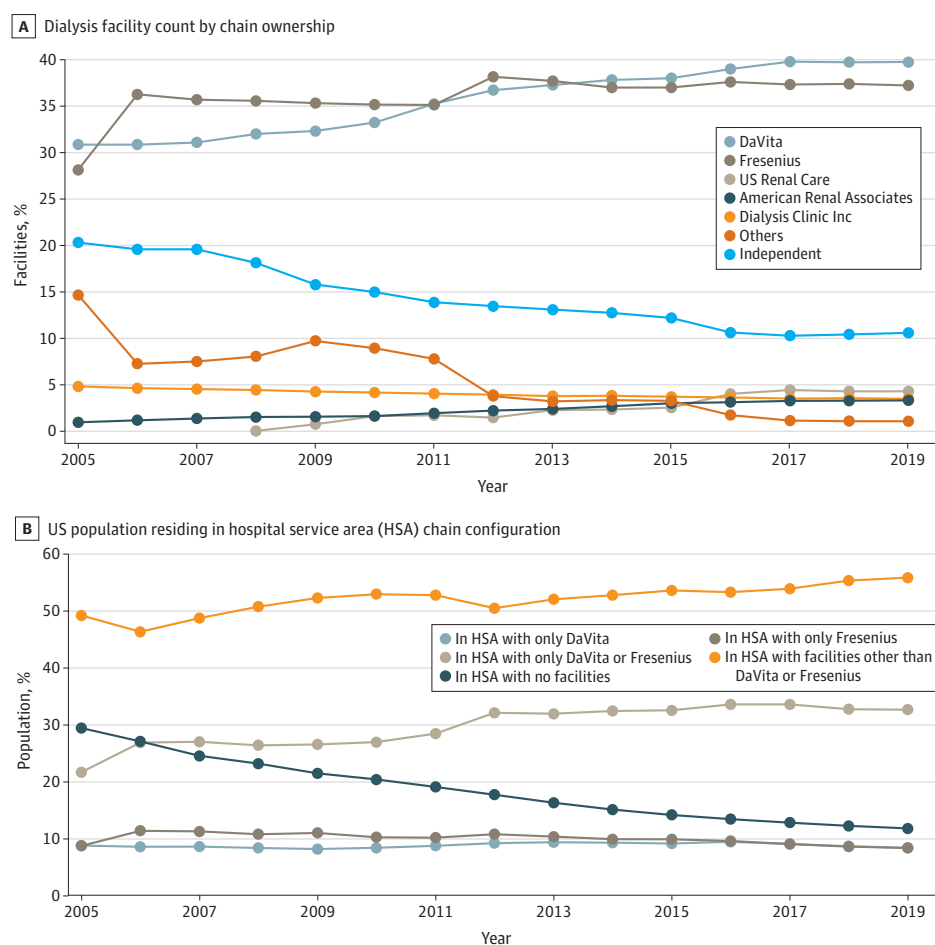 A Dialysis facility count by chain ownership
40
35
30
25
20
15
10
5
0
Facilities, %
DaVita
Fresenius
US Renal Care
American Renal Associates
Dialysis Clinic Inc
Others
Independent
2005 2007 2009 2011 2013 2015 2017 2019
Year
B US population residing in hospital service area (HSA) chain configuration
60
50
40
30
20
10
0
Population, %
In HSA with only DaVita
In HSA with only DaVita or Fresenius
In HSA with no facilities
In HSA with only Fresenius
In HSA with facilities other than
DaVita or Fresenius
2005 2007 2009 2011 2013 2015 2017 2019
Year